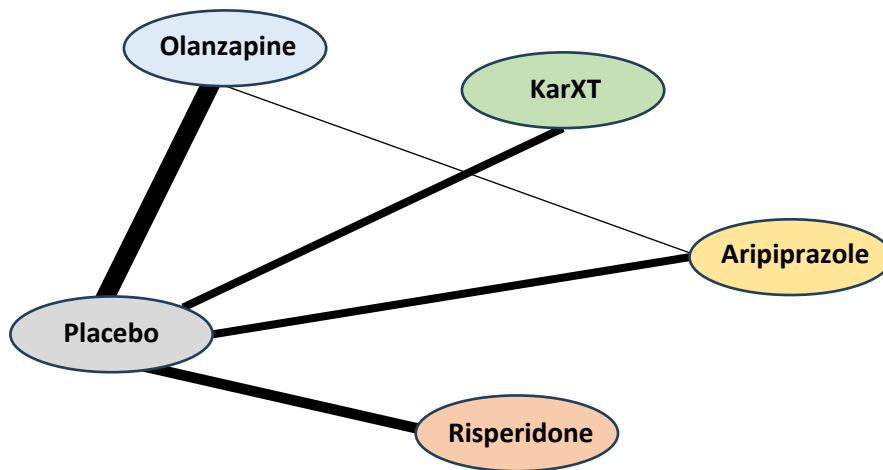 Olanzapine
KarXT
Aripiprazole
Placebo
Risperidone